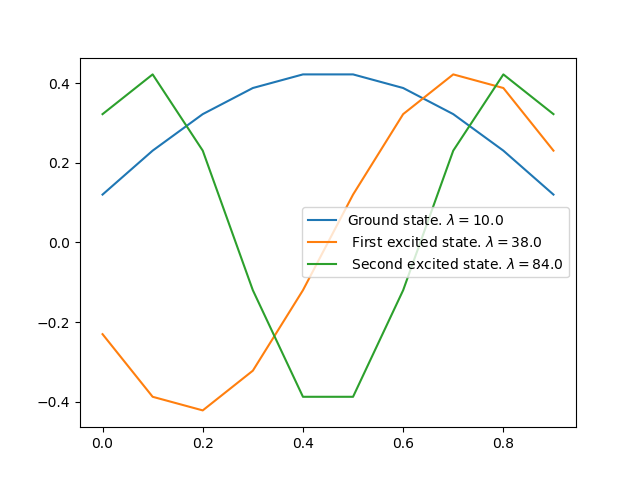 0.4
0.2
0.0
−0.2
−0.4
Ground state. λ = 10.0
First excited state. λ = 38.0
Second excited state. λ = 84.0
0.0 0.2 0.4 0.6 0.8